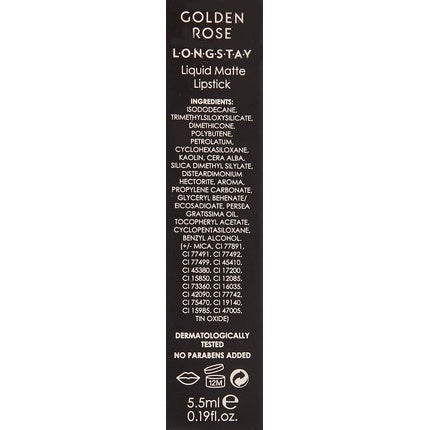 GOLDEN
ROSE
L•O•N•G•S•T•A•Y
Liquid Matte
Lipstick
INGREDIENTS:
ISODODECANE,
TRIMETHYLSILOXYSILICATE,
DIMETHICONE,
POLYBUTENE,
PETROLATUM,
CYCLOHEXASILOXANE,
KAOLIN, CERA ALBA,
SILICA DIMETHYL SILYLATE,
DISTEARDIMONIUM
HECTORITE, AROMA,
PROPYLENE CARBONATE,
GLYCERYL BEHENATE/
EICOSADIOATE, PERSEA
GRATISSIMA OIL,
TOCOPHERYL ACETATE,
CYCLOPENTASILOXANE,
BENZYL ALCOHOL.
(+/- MICA, CI 77891,
CI 77491, CI 77492,
CI 77499, CI 45410,
CI 45380, CI 17200,
CI 15850, CI 12085,
CI 73360, CI 16035,
CI 42090, CI 77742,
CI 75470, CI 19140,
CI 15985, CI 47005,
TIN OXIDE)
DERMATOLOGICALLY
TESTED
NO PARABENS ADDED
12M
5.5ml e
0.19fl.oz.